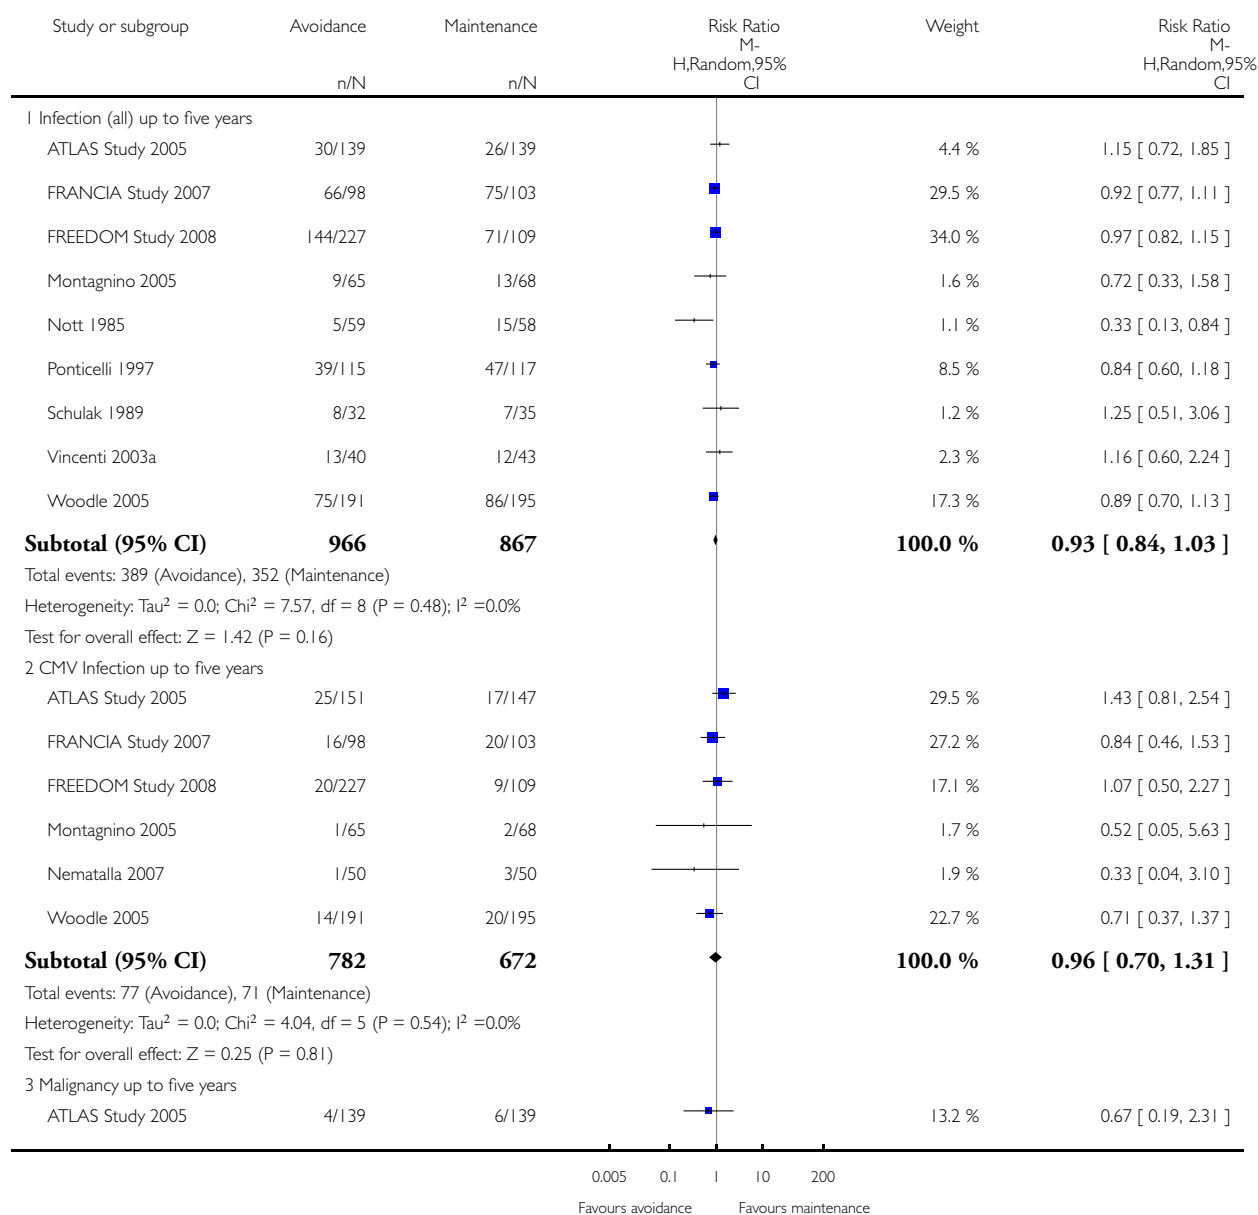 Study or subgroup Avoidance Maintenance Risk Ratio Weight Risk Ratio
M- M-
H,Random,95% H,Random,95%
n/N n/N CI CI
1 Infection (all) up to five years
ATLAS Study 2005 30/139 26/139 4.4 % 1.15 [ 0.72, 1.85 ]
FRANCIA Study 2007 66/98 75/103 29.5 % 0.92 [ 0.77, 1.11 ]
FREEDOM Study 2008 144/227 71/109 34.0 % 0.97 [ 0.82, 1.15 ]
Montagnino 2005 9/65 13/68 1.6 % 0.72 [ 0.33, 1.58 ]
Nott 1985 5/59 15/58 1.1 % 0.33 [ 0.13, 0.84 ]
Ponticelli 1997 39/115 47/117 8.5 % 0.84 [ 0.60, 1.18 ]
Schulak 1989 8/32 7/35 1.2 % 1.25 [ 0.51, 3.06 ]
Vincenti 2003a 13/40 12/43 2.3 % 1.16 [ 0.60, 2.24 ]
Woodle 2005 75/191 86/195 17.3 % 0.89 [ 0.70, 1.13 ]
Subtotal (95% CI) 966 867 100.0 % 0.93 [ 0.84, 1.03 ]
Total events: 389 (Avoidance), 352 (Maintenance)
Heterogeneity: Tau² = 0.0; Chi² = 7.57, df = 8 (P = 0.48); I² =0.0%
Test for overall effect: Z = 1.42 (P = 0.16)
2 CMV Infection up to five years
ATLAS Study 2005 25/151 17/147 29.5 % 1.43 [ 0.81, 2.54 ]
FRANCIA Study 2007 16/98 20/103 27.2 % 0.84 [ 0.46, 1.53 ]
FREEDOM Study 2008 20/227 9/109 17.1 % 1.07 [ 0.50, 2.27 ]
Montagnino 2005 1/65 2/68 1.7 % 0.52 [ 0.05, 5.63 ]
Nematalla 2007 1/50 3/50 1.9 % 0.33 [ 0.04, 3.10 ]
Woodle 2005 14/191 20/195 22.7 % 0.71 [ 0.37, 1.37 ]
Subtotal (95% CI) 782 672 100.0 % 0.96 [ 0.70, 1.31 ]
Total events: 77 (Avoidance), 71 (Maintenance)
Heterogeneity: Tau² = 0.0; Chi² = 4.04, df = 5 (P = 0.54); I² =0.0%
Test for overall effect: Z = 0.25 (P = 0.81)
3 Malignancy up to five years
ATLAS Study 2005 4/139 6/139 13.2 % 0.67 [ 0.19, 2.31 ]
0.005 0.1 1 10 200
Favours avoidance Favours maintenance